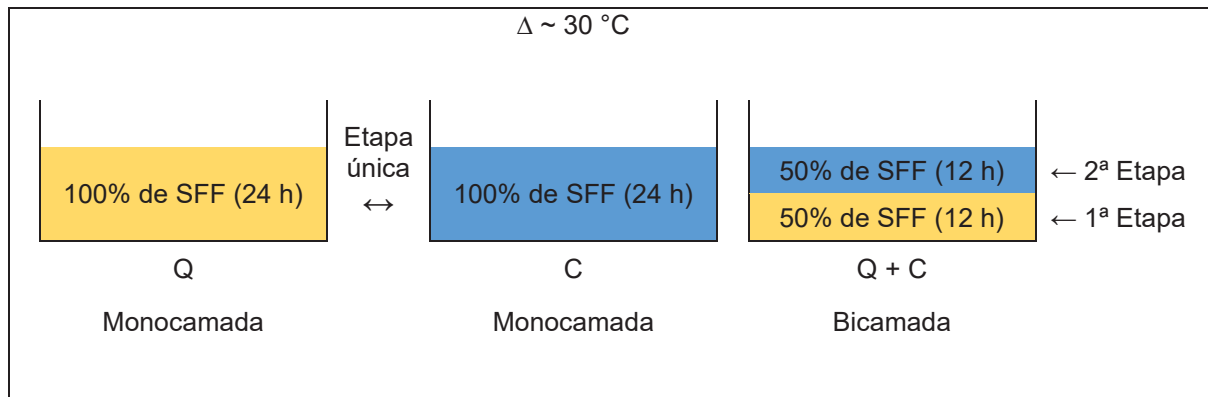 Δ ~ 30 °C
100% de SFF (24 h)
Etapa
única
↔
100% de SFF (24 h)
50% de SFF (12 h) ← 2ª Etapa
50% de SFF (12 h) ← 1ª Etapa
Q
C
Q + C
Monocamada
Monocamada
Bicamada